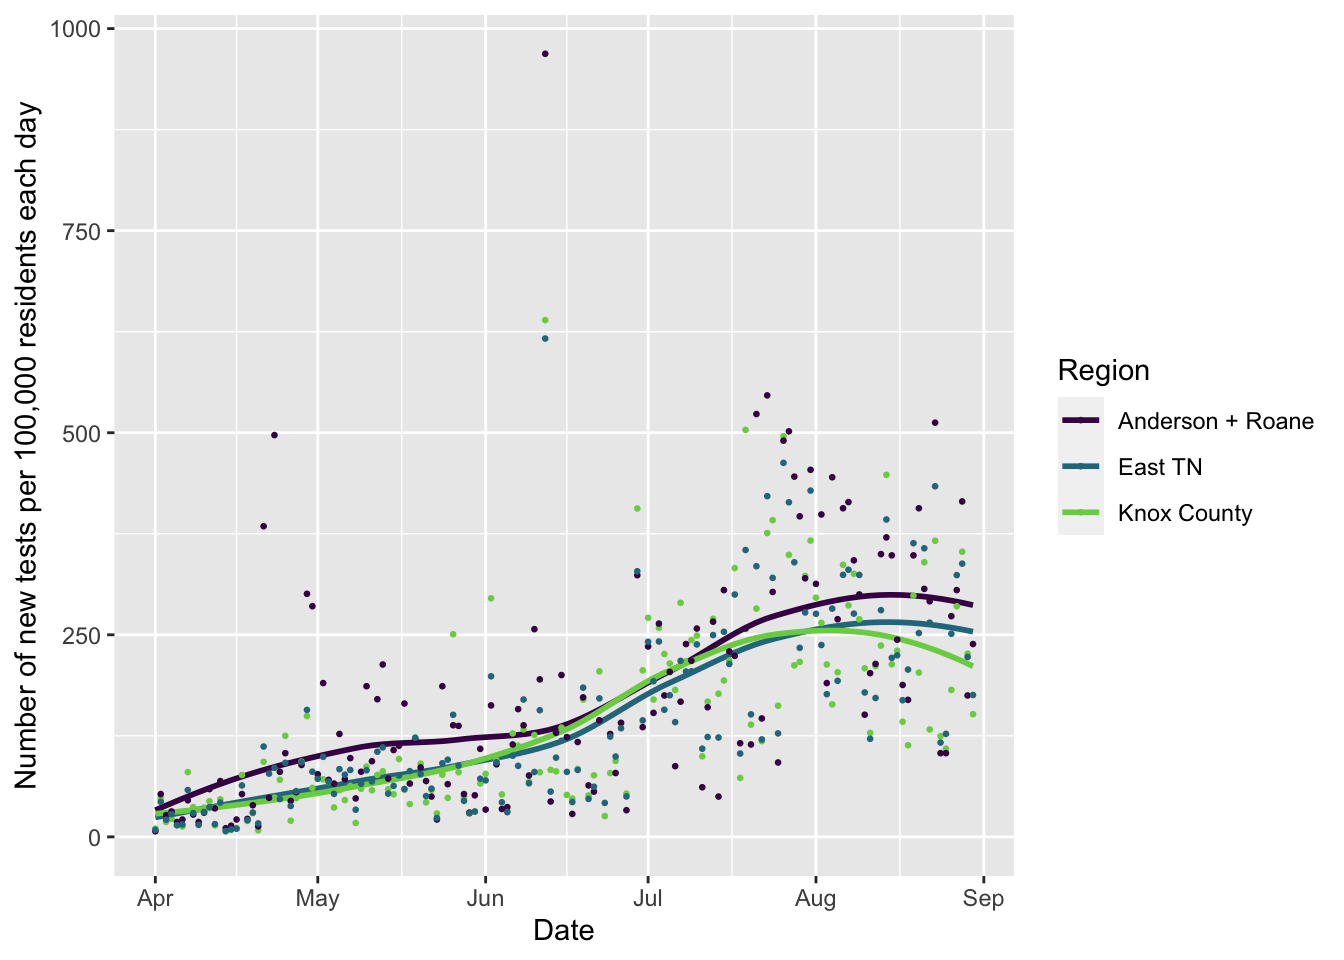 Number of new tests per 100,000 residents each day
1000
750
500
250
0
Apr
May
Jun
Jul
Aug
Sep
Date
Region
Anderson + Roane
East TN
Knox County